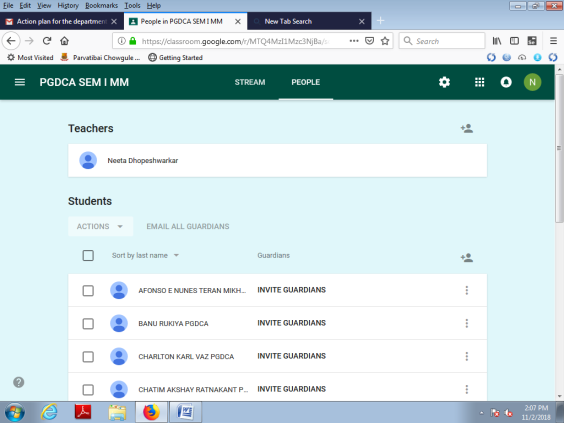 File Edit View History Bookmarks Tools Help
Action plan for the department
People in PGDCA SEM I MM
New Tab Search
https://classroom.google.com/r/MTQ4MzI1Mzc3NjBa/s
Search
Most Visited Parvatibai Chowgule ... Getting Started
PGDCA SEM I MM STREAM PEOPLE N
Teachers
Neeta Dhopeshwarkar
Students
ACTIONS EMAIL ALL GUARDIANS
Sort by last name Guardians
AFONSO E NUNES TERAN MIKH... INVITE GUARDIANS
BANU RUKIYA PGDCA INVITE GUARDIANS
CHARLTON KARL VAZ PGDCA INVITE GUARDIANS
CHATIM AKSHAY RATNAKANT P... INVITE GUARDIANS
2:07 PM
11/2/2018